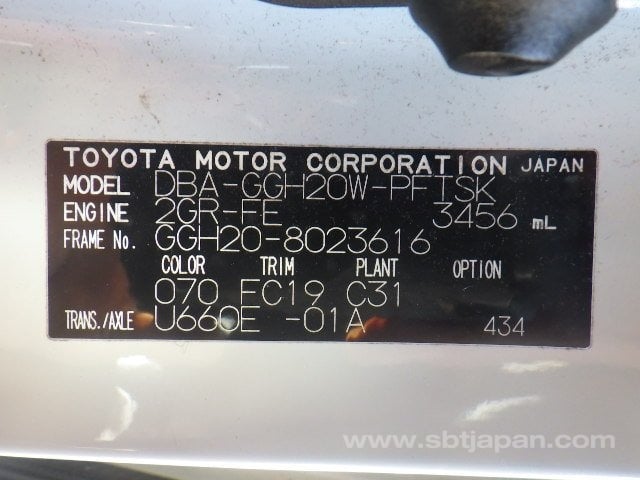 TOYOTA MOTOR CORPORATION JAPAN
MODEL DBA-GGH20W-PFTSK
ENGINE 2GR-FE 3456 mL
FRAME No. GGH20-8023616
COLOR TRIM PLANT OPTION
070 FC19 C31
TRANS./AXLE U660E -01A 434
www.sbtjapan.com